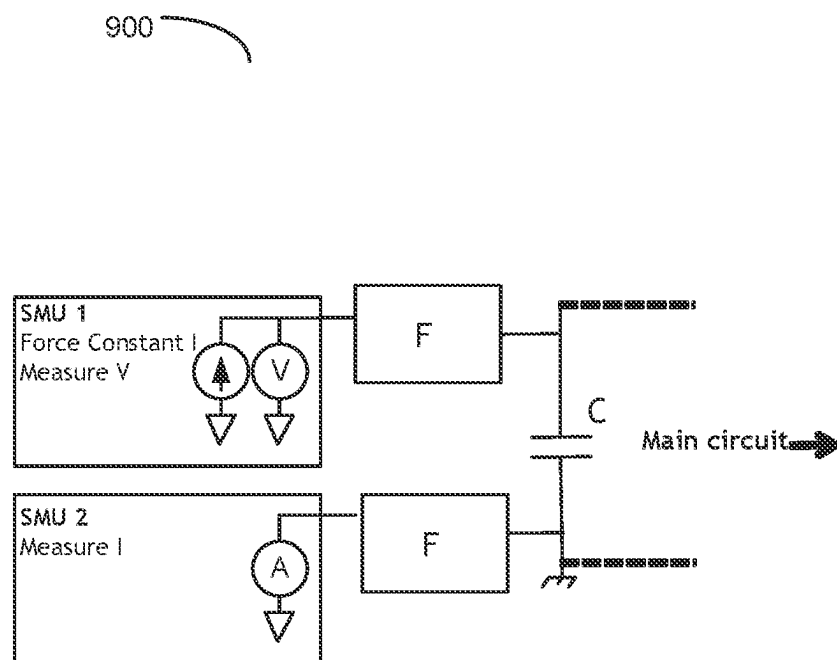 900
SMU 1
Force Constant I
Measure V
V
F
C
Main circuit
SMU 2
Measure I
A
F